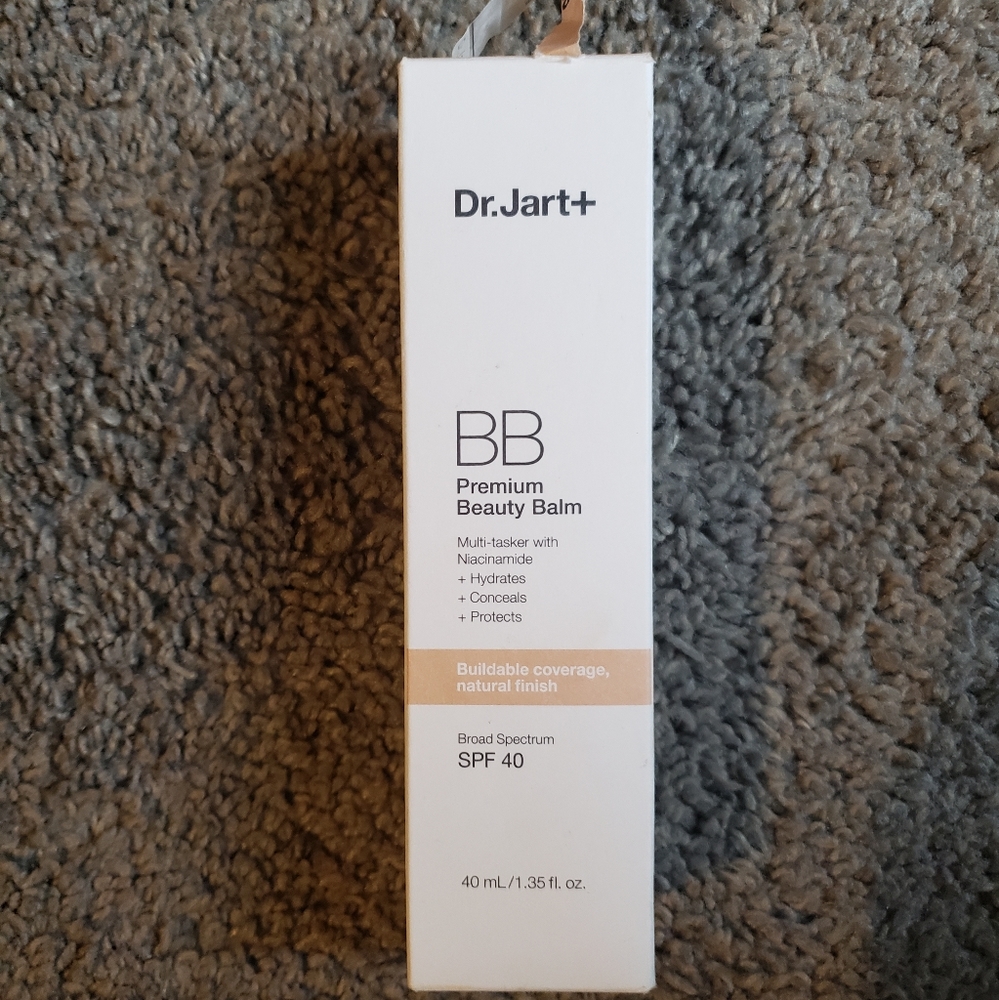 Dr.Jart+
BB
Premium
Beauty Balm
Multi-tasker with
Niacinamide
+ Hydrates
+ Conceals
+ Protects
Buildable coverage,
natural finish
Broad Spectrum
SPF 40
40 mL/1.35 fl. oz.